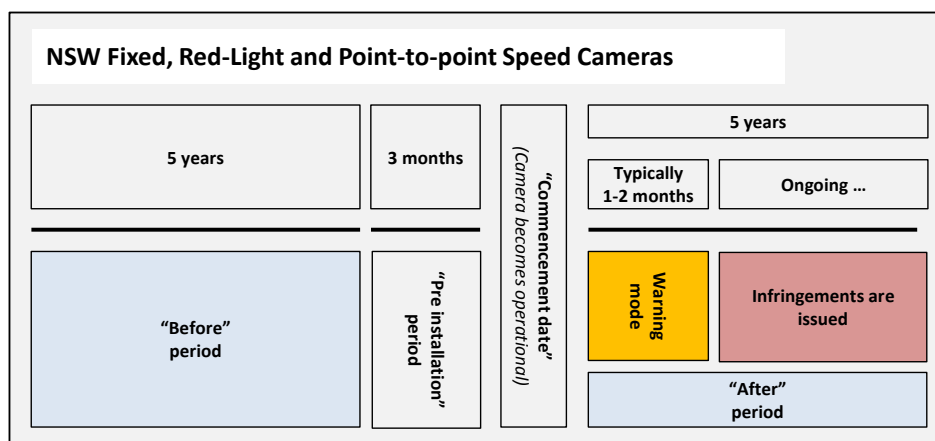 NSW Fixed, Red-Light and Point-to-point Speed Cameras
5 years
3 months
“Commencement date”
(Camera becomes operational)
5 years
Typically
1-2 months
Ongoing …
“Before”
period
“Pre installation”
period
Warning
mode
Infringements are
issued
“After”
period